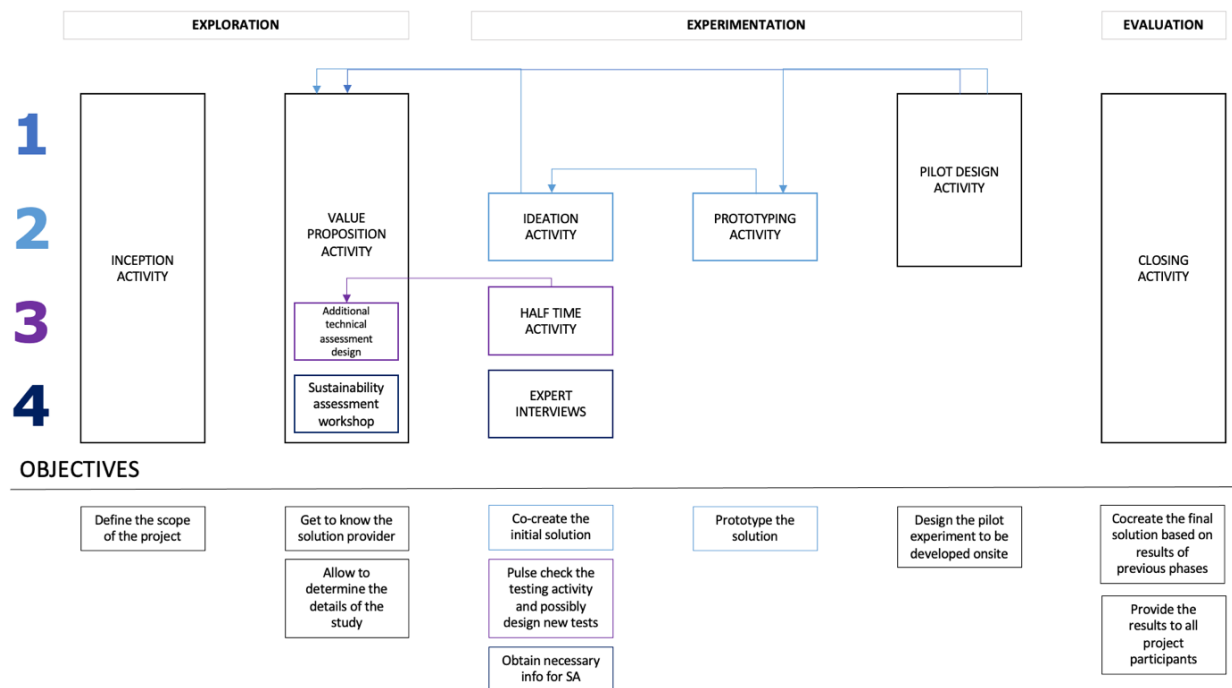 EXPLORATION
EXPERIMENTATION
EVALUATION
1
2
3
4
INCEPTION
ACTIVITY
VALUE
PROPOSITION
ACTIVITY
Additional
technical
assessment
design
Sustainability
assessment
workshop
IDEATION
ACTIVITY
HALF TIME
ACTIVITY
EXPERT
INTERVIEWS
PROTOTYPING
ACTIVITY
PILOT DESIGN
ACTIVITY
CLOSING
ACTIVITY
OBJECTIVES
Define the scope
of the project
Get to know the
solution provider
Allow to
determine the
details of the
study
Co-create the
initial solution
Pulse check the
testing activity
and possibly
design new tests
Obtain necessary
info for SA
Prototype the
solution
Design the pilot
experiment to be
developed onsite
Cocreate the final
solution based on
results of
previous phases
Provide the
results to all
project
participants